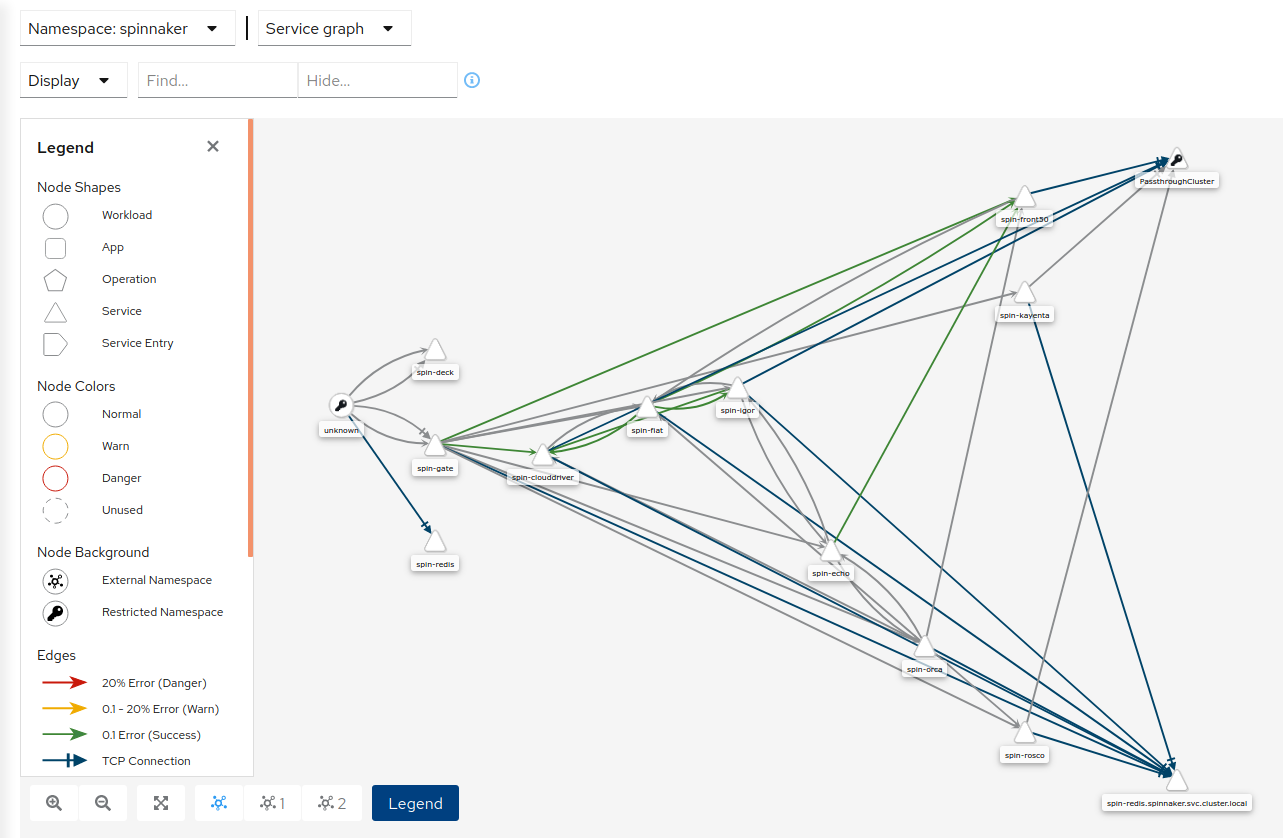 Namespace: spinnaker
Service graph
Display
Find...
Hide...
Legend
Node Shapes
Workload
App
Operation
Service
Service Entry
Node Colors
Normal
Warn
Danger
Unused
Node Background
External Namespace
Restricted Namespace
Edges
20% Error (Danger)
0.1 - 20% Error (Warn)
0.1 Error (Success)
TCP Connection
PassthroughCluster
spin-front50
spin-kayenta
spin-deck
unknown
spin-igor
spin-fiat
spin-gate
spin-clouddriver
spin-redis
spin-echo
spin-orca
spin-rosco
spin-redis.spinnaker.svc.cluster.local
1
2
Legend